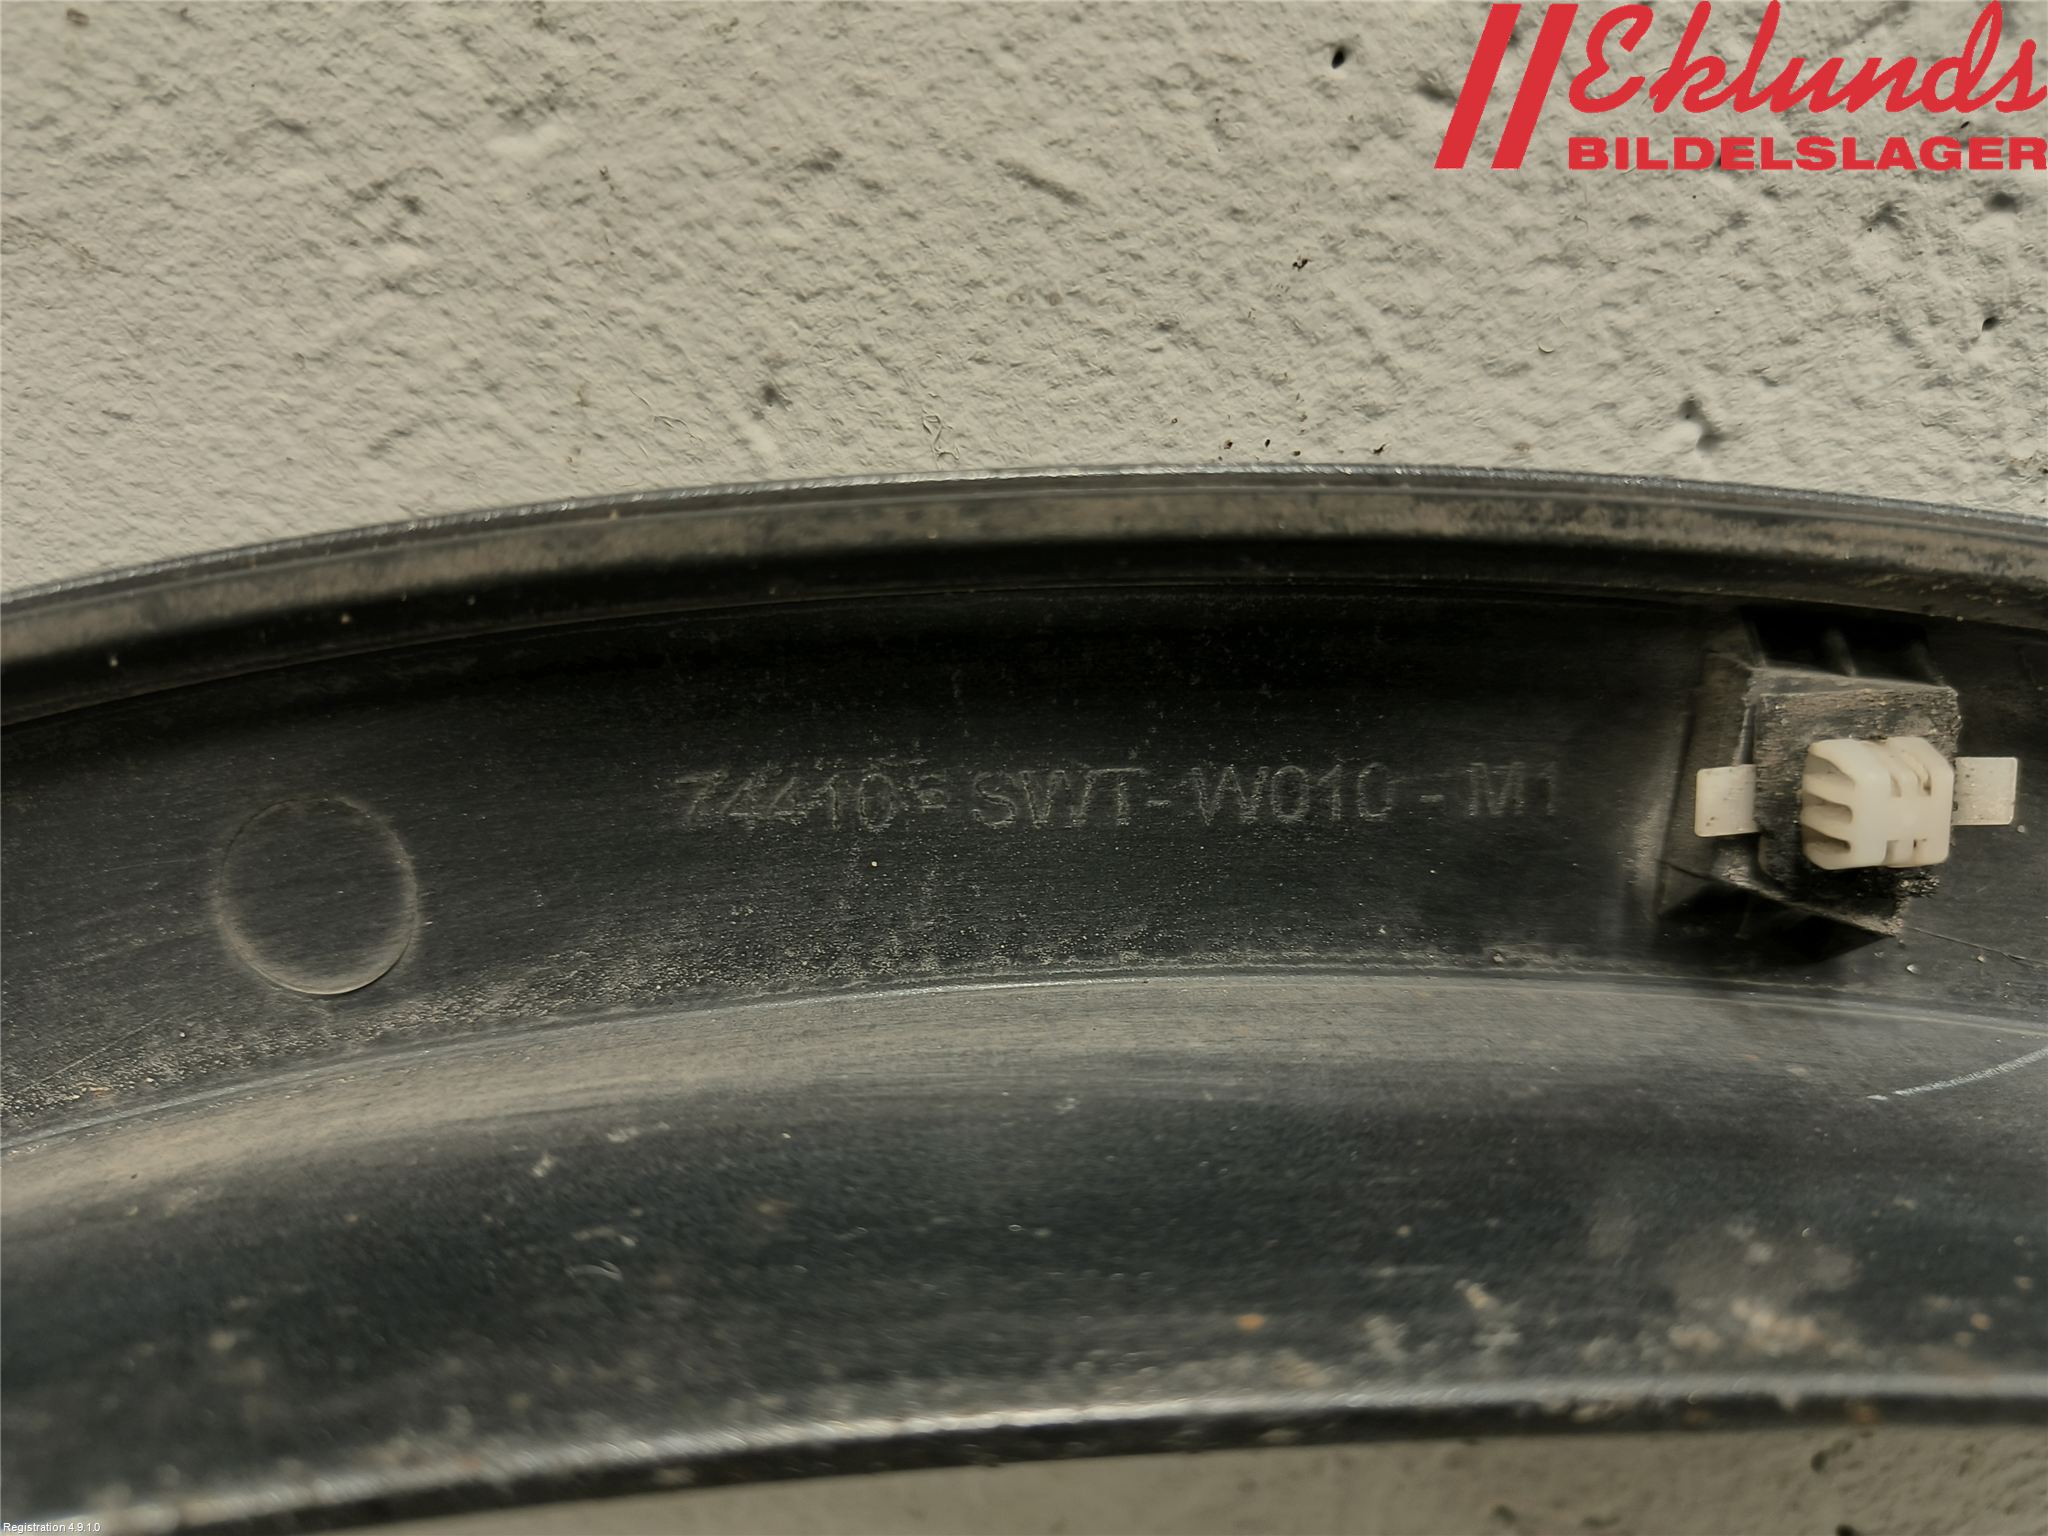 Eklunds
BILDELSLAGER
74410-SWT-W010-M1
Registration 4.9.1.0